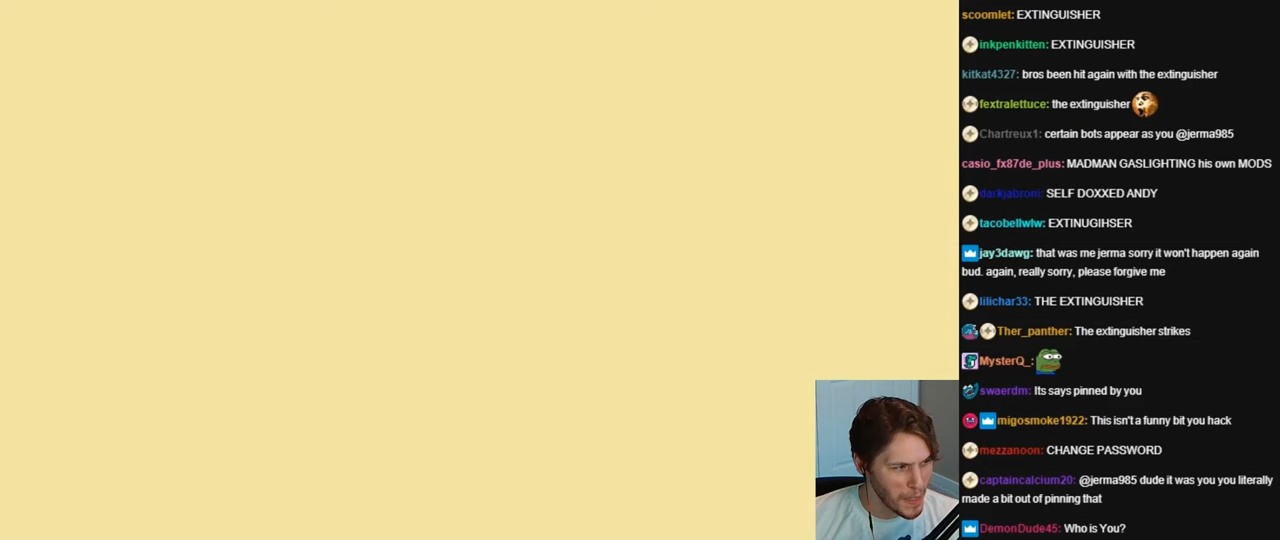 scoomlet: EXTINGUISHER
inkpenkitten: EXTINGUISHER
kitkat4327: bros been hit again with the extinguisher
fextralettuce: the extinguisher
Chartreux1: certain bots appear as you @jerma985
casio_fx87de_plus: MADMAN GASLIGHTING his own MODS
darkjabroni: SELF DOXXED ANDY
tacobellwlw: EXTINUGIHSER
jay3dawg: that was me jerma sorry it won't happen again
bud. again, really sorry, please forgive me
lilichar33: THE EXTINGUISHER
Ther_panther: The extinguisher strikes
MysterQ_:
swaerdm: Its says pinned by you
migosmoke1922: This isn't a funny bit you hack
mezzanoon: CHANGE PASSWORD
captaincalcium20: @jerma985 dude it was you you literally
made a bit out of pinning that
DemonDude45: Who is You?